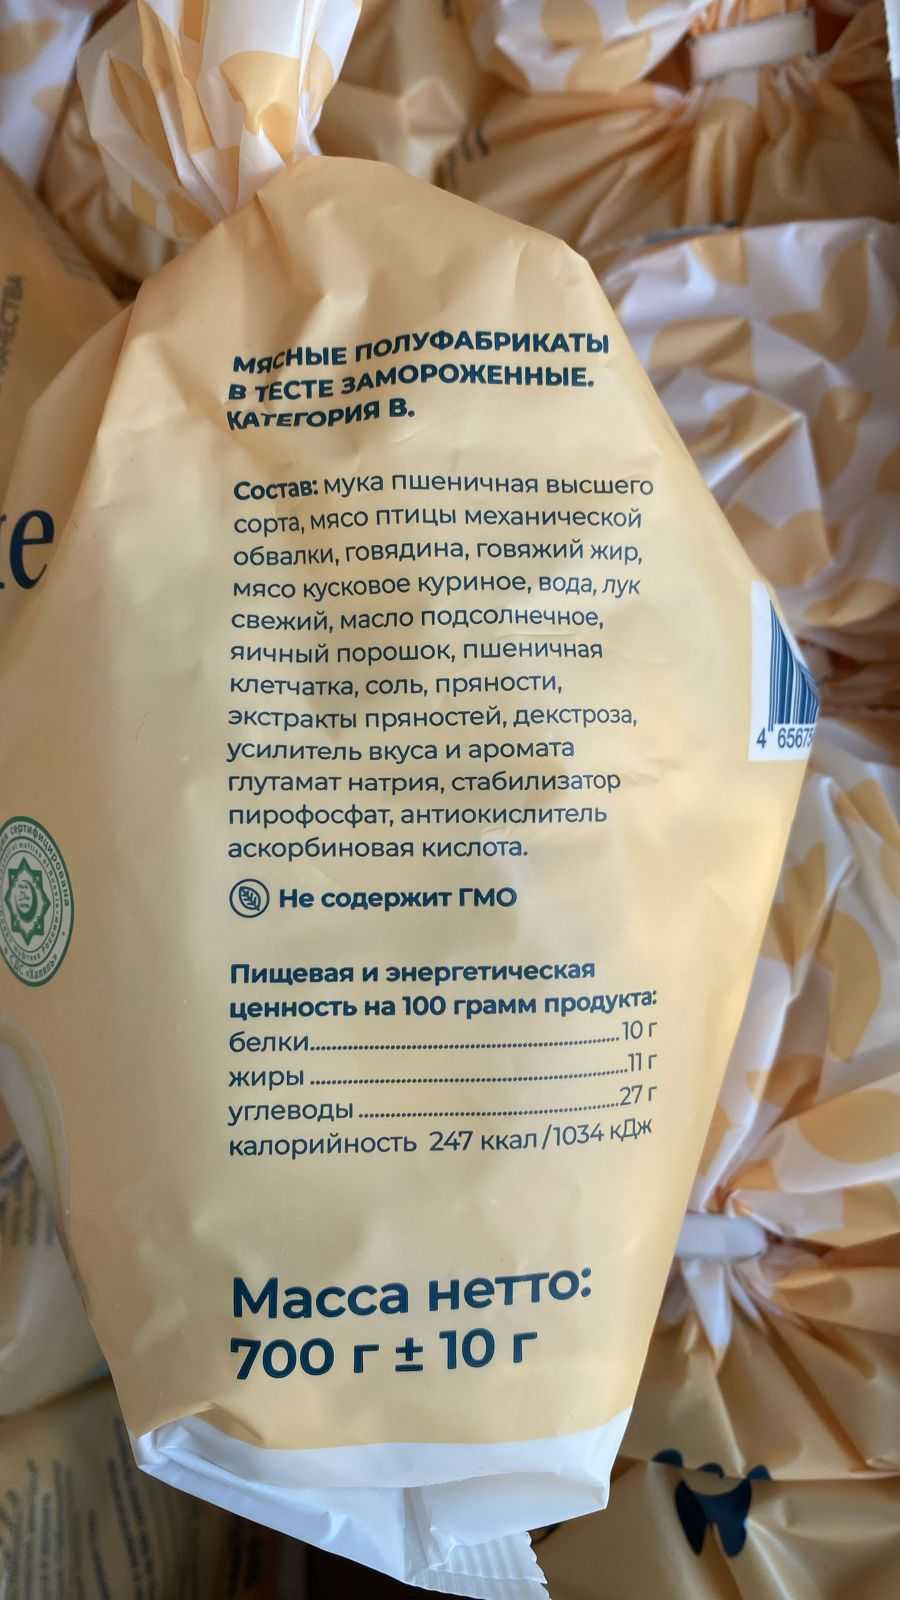 МЯСНЫЕ ПОЛУФАБРИКАТЫ
В ТЕСТЕ ЗАМОРОЖЕННЫЕ.
КАТЕГОРИЯ В.
Состав: мука пшеничная высшего
сорта, мясо птицы механической
обвалки, говядина, говяжий жир,
мясо кусковое куриное, вода, лук
свежий, масло подсолнечное,
яичный порошок, пшеничная
клетчатка, соль, пряности,
экстракты пряностей, декстроза,
усилитель вкуса и аромата
глутамат натрия, стабилизатор
пирофосфат, антиокислитель
аскорбиновая кислота.
Не содержит ГМО
Пищевая и энергетическая
ценность на 100 грамм продукта:
белки..........10 г
жиры..........11 г
углеводы..........27 г
калорийность 247 ккал/1034 кДж
Масса нетто:
700 г ± 10 г
4 65675